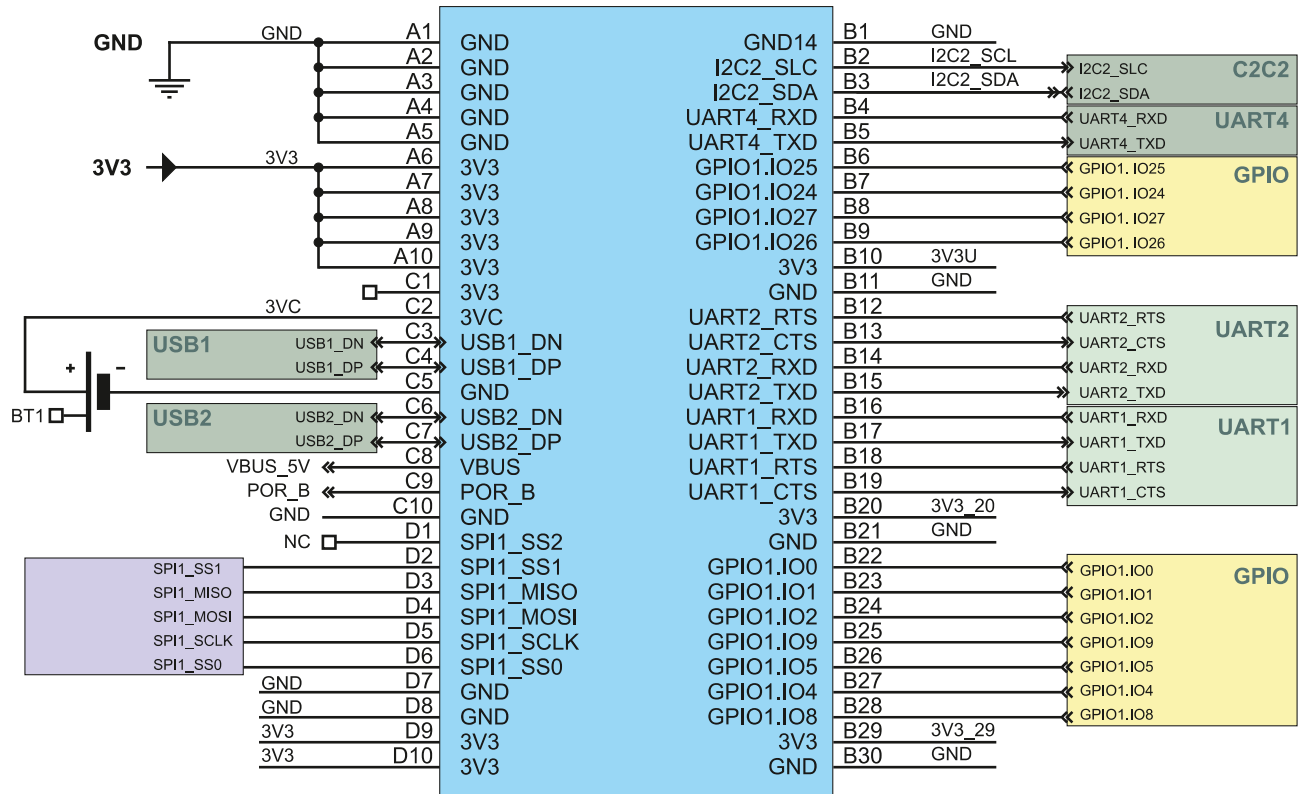 GND
GND A1 GND
A2 GND
A3 GND
A4 GND
A5 GND
3V3
3V3 A6 3V3
A7 3V3
A8 3V3
A9 3V3
A10 3V3
C1 3V3
3VC C2 3VC
USB1
USB1_DN C3 USB1_DN
USB1_DP C4 USB1_DP
+ -
BT1
C5 GND
USB2
USB2_DN C6 USB2_DN
USB2_DP C7 USB2_DP
VBUS_5V C8 VBUS
POR_B C9 POR_B
GND C10 GND
NC D1 SPI1_SS2
SPI1_SS1 D2 SPI1_SS1
SPI1_MISO D3 SPI1_MISO
SPI1_MOSI D4 SPI1_MOSI
SPI1_SCLK D5 SPI1_SCLK
SPI1_SS0 D6 SPI1_SS0
GND D7 GND
GND D8 GND
3V3 D9 3V3
3V3 D10 3V3
GND14 B1 GND
I2C2_SLC B2 I2C2_SCL I2C2_SLC
C2C2
I2C2_SDA B3 I2C2_SDA I2C2_SDA
UART4_RXD B4 UART4_RXD
UART4
UART4_TXD B5 UART4_TXD
GPIO1.IO25 B6 GPIO1. IO25
GPIO
GPIO1.IO24 B7 GPIO1. IO24
GPIO1.IO27 B8 GPIO1. IO27
GPIO1.IO26 B9 GPIO1. IO26
3V3 B10 3V3U
GND B11 GND
UART2_RTS B12 UART2_RTS
UART2
UART2_CTS B13 UART2_CTS
UART2_RXD B14 UART2_RXD
UART2_TXD B15 UART2_TXD
UART1_RXD B16 UART1_RXD
UART1
UART1_TXD B17 UART1_TXD
UART1_RTS B18 UART1_RTS
UART1_CTS B19 UART1_CTS
3V3 B20 3V3_20
GND B21 GND
GPIO1.IO0 B22 GPIO1.IO0
GPIO
GPIO1.IO1 B23 GPIO1.IO1
GPIO1.IO2 B24 GPIO1.IO2
GPIO1.IO9 B25 GPIO1.IO9
GPIO1.IO5 B26 GPIO1.IO5
GPIO1.IO4 B27 GPIO1.IO4
GPIO1.IO8 B28 GPIO1.IO8
3V3 B29 3V3_29
GND B30 GND